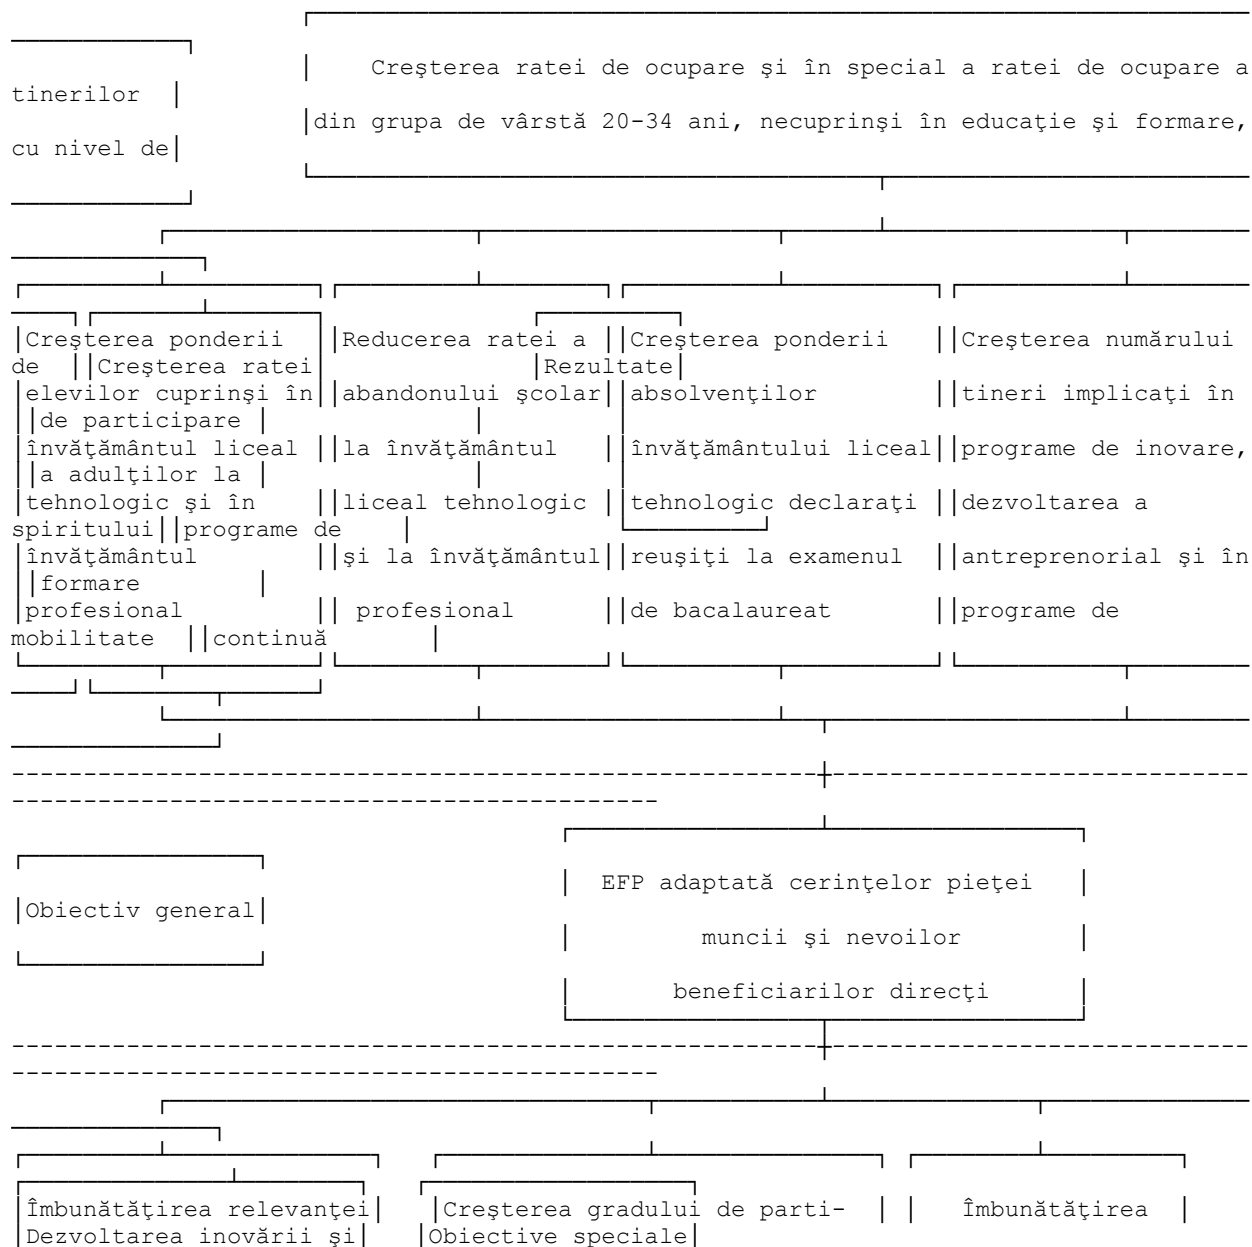 Creşterea ratei de ocupare şi în special a ratei de ocupare a
tinerilor
din grupa de vârstă 20-34 ani, necuprinşi în educaţie şi formare,
cu nivel de
Creşterea ponderii Reducerea ratei a Creşterea ponderii Creşterea numărului
de Creşterea ratei Rezultate
elevilor cuprinşi în abandonului şcolar absolvenţilor tineri implicaţi în
de participare
învăţământul liceal la învăţământul învăţământului liceal programe de inovare,
a adulţilor la
tehnologic şi în liceal tehnologic tehnologic declaraţi dezvoltarea a
spiritului programe de
învăţământul şi la învăţământul reuşiţi la examenul antreprenorial şi în
formare
profesional profesional de bacalaureat programe de
mobilitate continuă
EFP adaptată cerinţelor pieţei
Obiectiv general
muncii şi nevoilor
beneficiarilor direcţi
Îmbunătăţirea relevanţei Creşterea gradului de parti- Îmbunătăţirea
Dezvoltarea inovării şi Obiective speciale